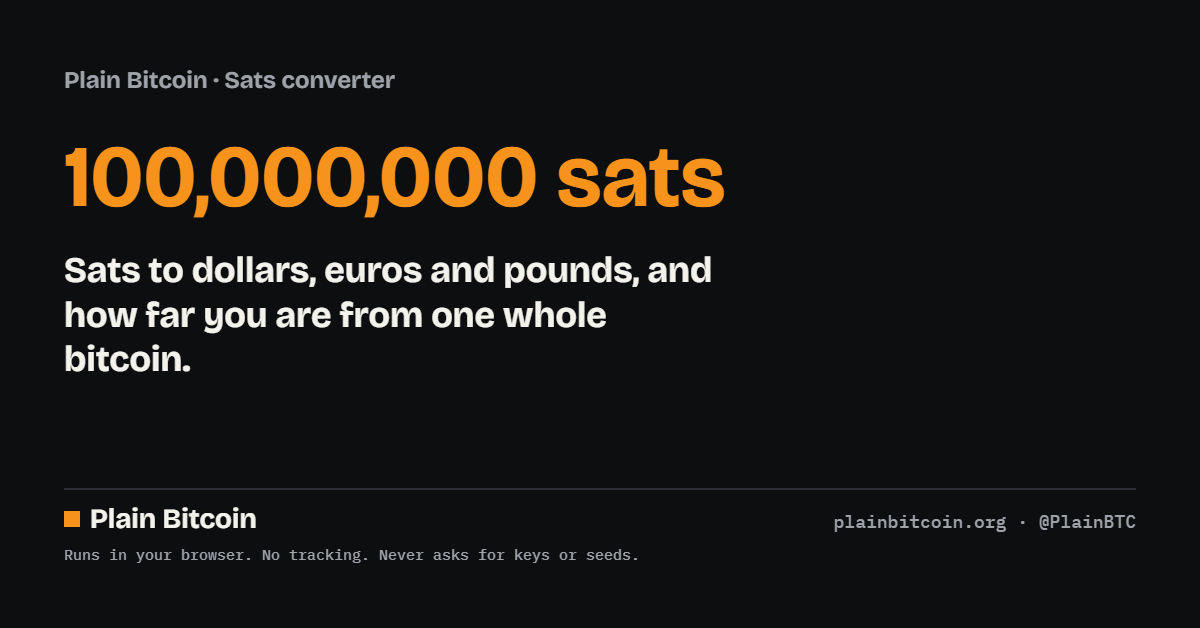 Plain Bitcoin · Sats converter
100,000,000 sats
Sats to dollars, euros and pounds, and
how far you are from one whole
bitcoin.
Plain Bitcoin
plainbitcoin.org · @PlainBTC
Runs in your browser. No tracking. Never asks for keys or seeds.